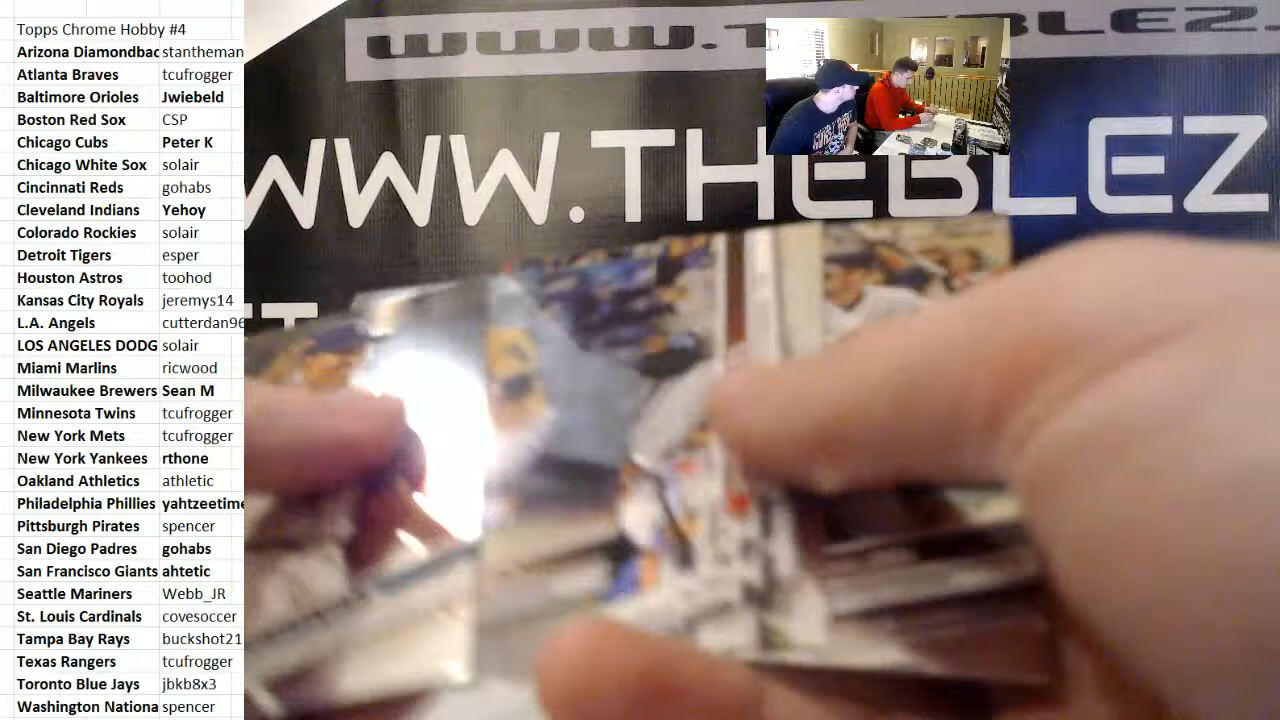 Topps Chrome Hobby #4
Arizona Diamondbac stantheman
Atlanta Braves tcufrogger
Baltimore Orioles Jwiebeld
Boston Red Sox CSP
Chicago Cubs Peter K
Chicago White Sox solair
Cincinnati Reds gohabs
Cleveland Indians Yehoy
Colorado Rockies solair
Detroit Tigers esper
Houston Astros toohod
Kansas City Royals jeremys14
L.A. Angels cutterdan96
LOS ANGELES DODG solair
Miami Marlins ricwood
Milwaukee Brewers Sean M
Minnesota Twins tcufrogger
New York Mets tcufrogger
New York Yankees rthone
Oakland Athletics athletic
Philadelphia Phillies yahtzeetime
Pittsburgh Pirates spencer
San Diego Padres gohabs
San Francisco Giants ahtetic
Seattle Mariners Webb_JR
St. Louis Cardinals covesoccer
Tampa Bay Rays buckshot21
Texas Rangers tcufrogger
Toronto Blue Jays jbkb8x3
Washington Nationa spencer
WWW.T BLEZ.
WWW.THEBLEZ
ET